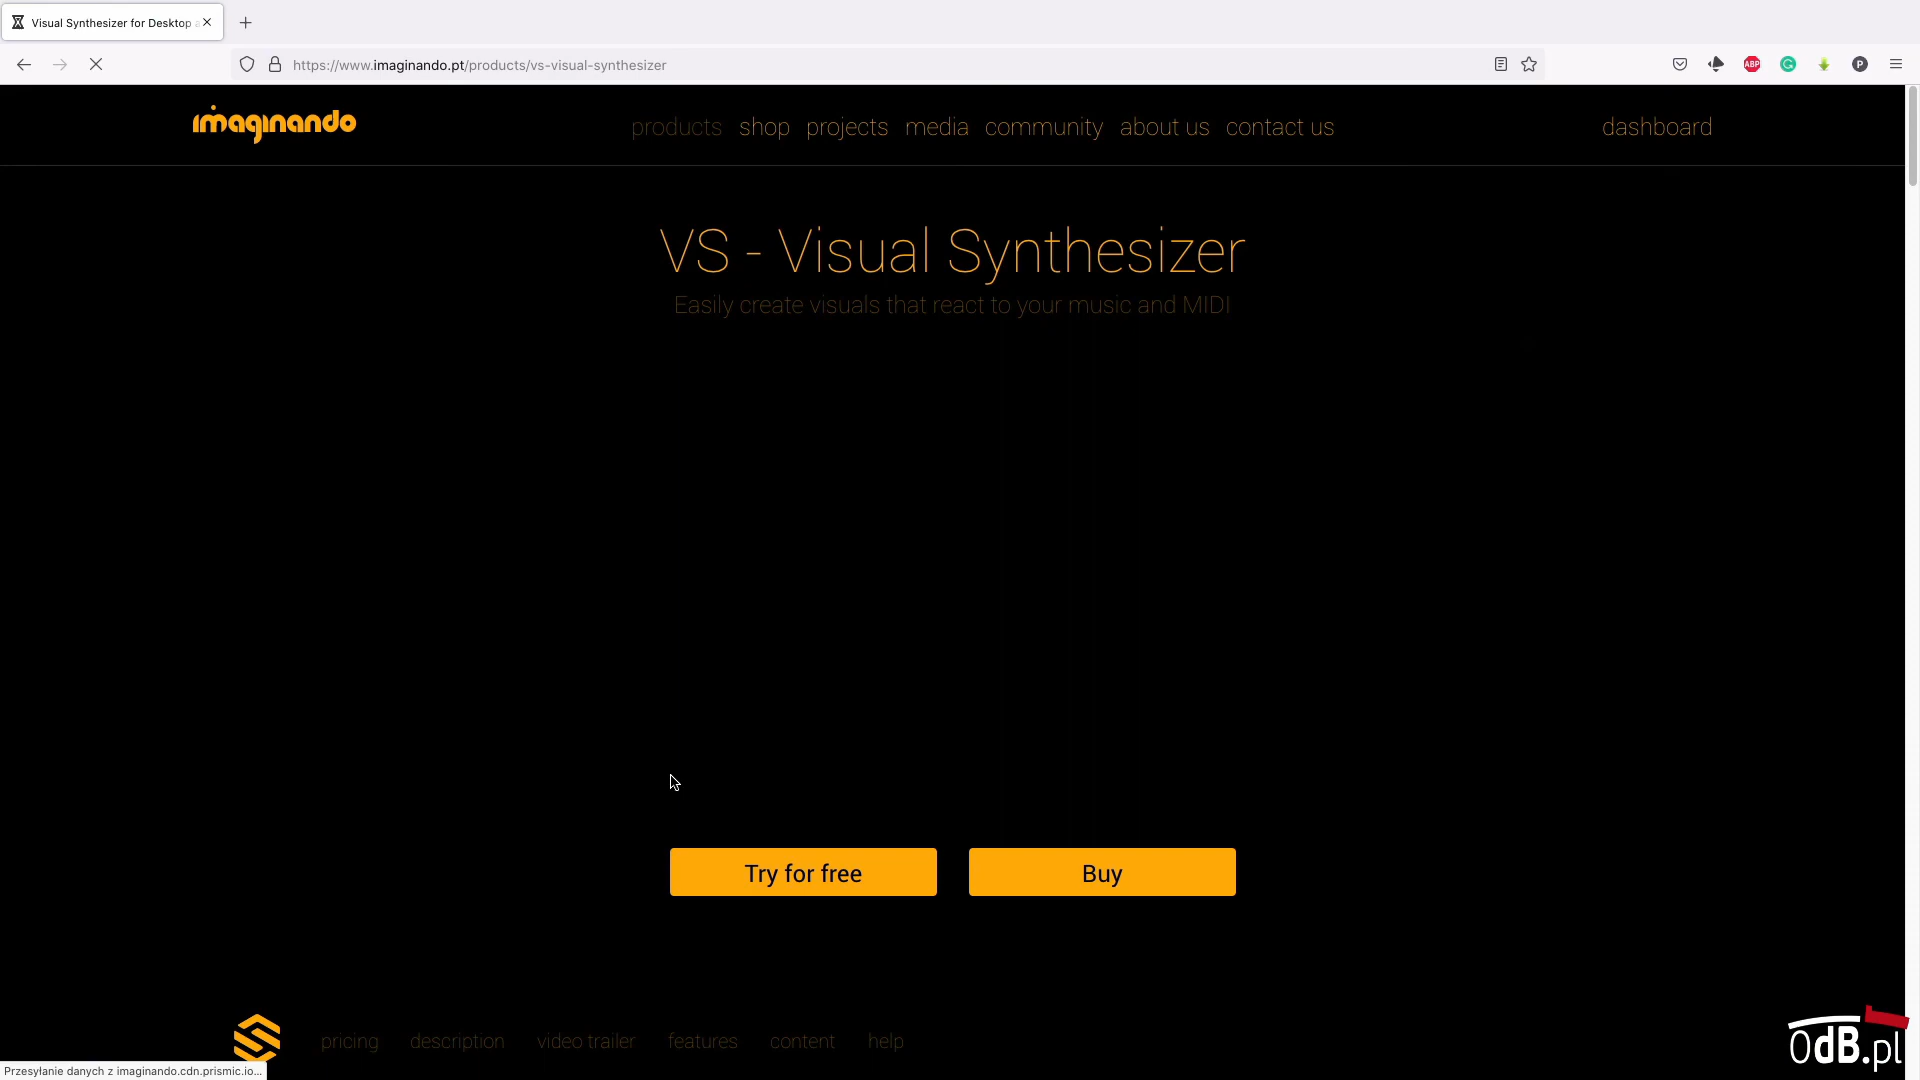 Visual Synthesizer for Desktop
https://www.imaginando.pt/products/vs-visual-synthesizer
ABP
P
imaginando
products shop projects media community about us contact us dashboard
VS - Visual Synthesizer
Easily create visuals that react to your music and MIDI
Try for free Buy
pricing description video trailer features content help
0dB.pl
Przesyłanie danych z imaginando.cdn.prismic.io...